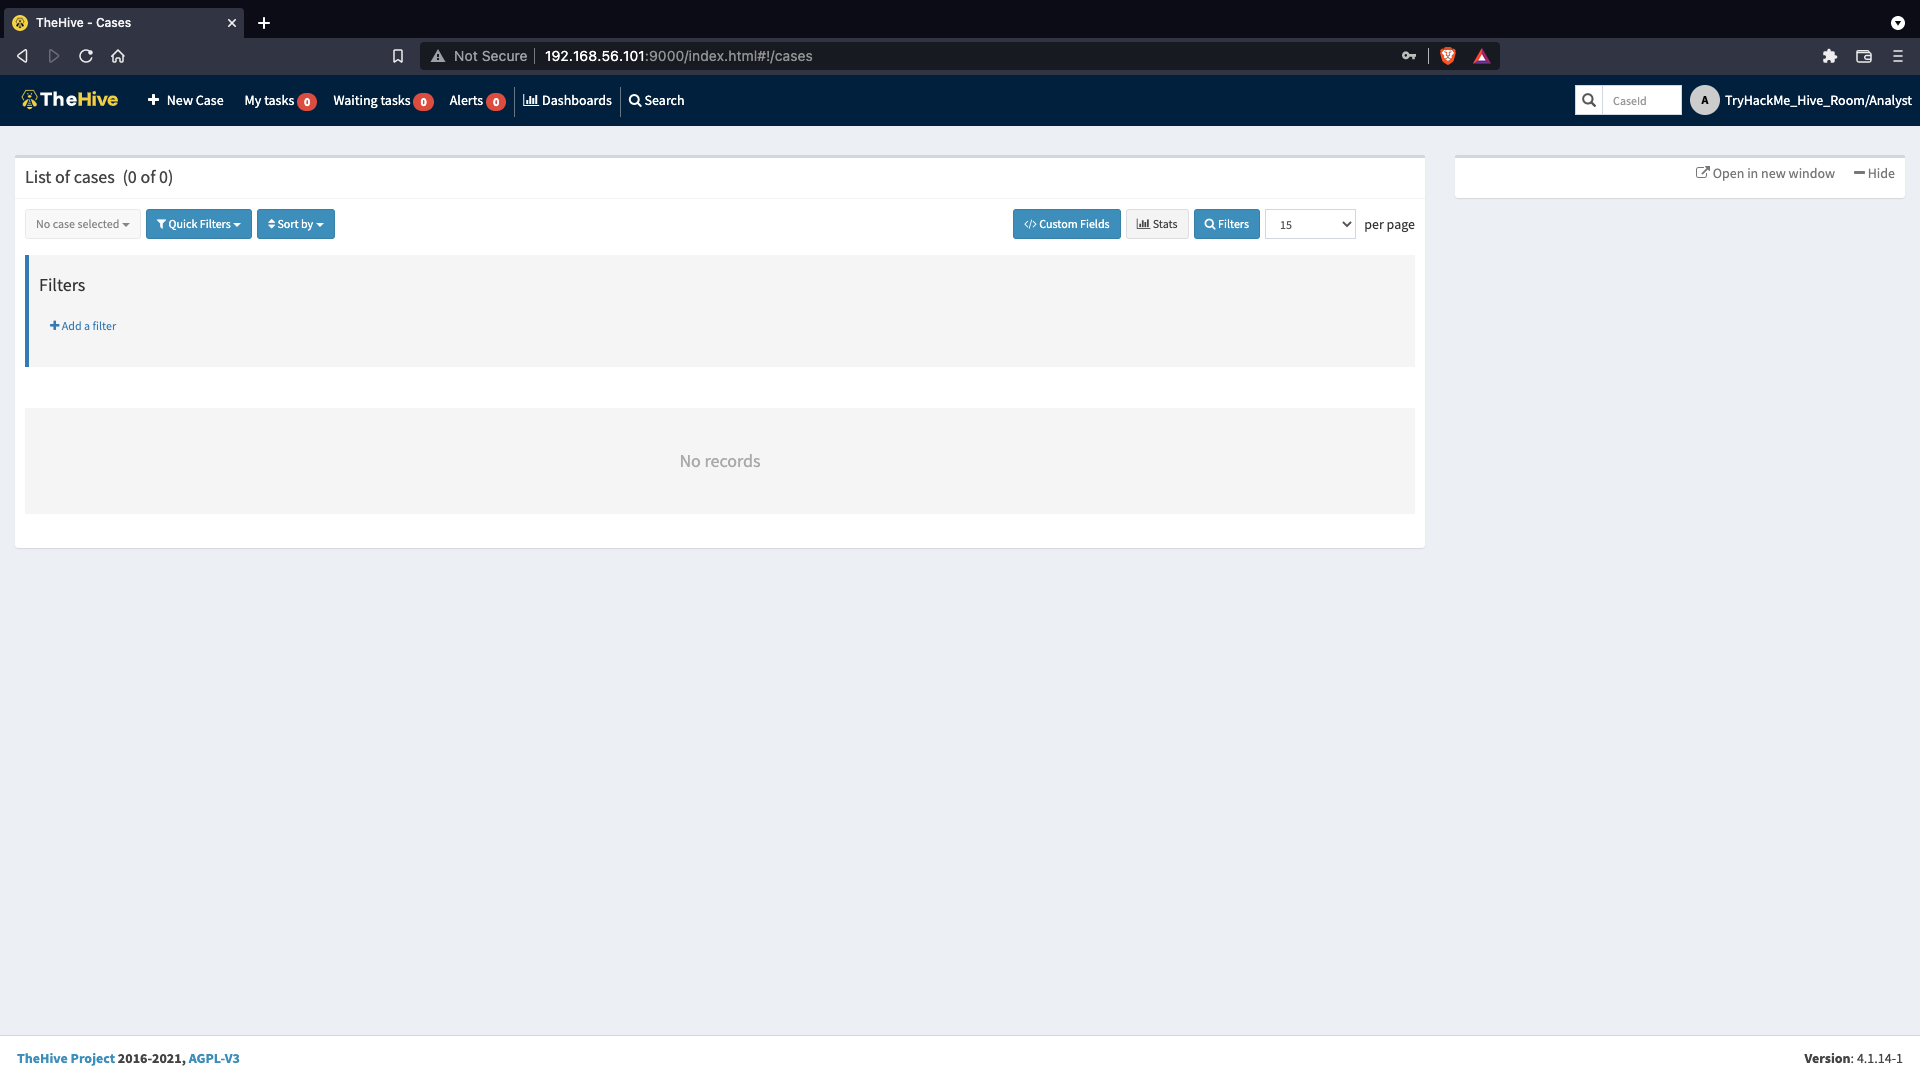 TheHive - Cases
Not Secure 192.168.56.101:9000/index.html#!/cases
TheHive New Case My tasks 0 Waiting tasks 0 Alerts 0 Dashboards Search CaseId A TryHackMe_Hive_Room/Analyst
List of cases (0 of 0)
Open in new window Hide
No case selected Quick Filters Sort by </> Custom Fields Stats Filters 15 per page
Filters
Add a filter
No records
TheHive Project 2016-2021, AGPL-V3 Version: 4.1.14-1